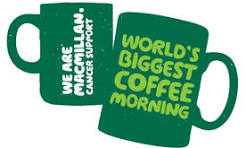 WE ARE
MACMILLAN.
CANCER SUPPORT
WORLD'S
BIGGEST
COFFEE
MORNING